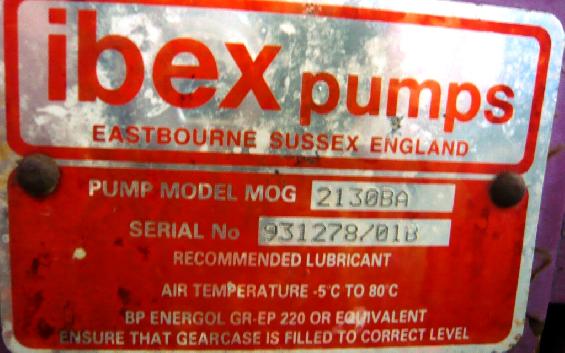 ibex pumps
EASTBOURNE SUSSEX ENGLAND
PUMP MODEL MOG 2130BA
SERIAL No 931278/01B
RECOMMENDED LUBRICANT
AIR TEMPERATURE -5°C TO 80°C
BP ENERGOL GR-EP 220 OR EQUIVALENT
ENSURE THAT GEARCASE IS FILLED TO CORRECT LEVEL